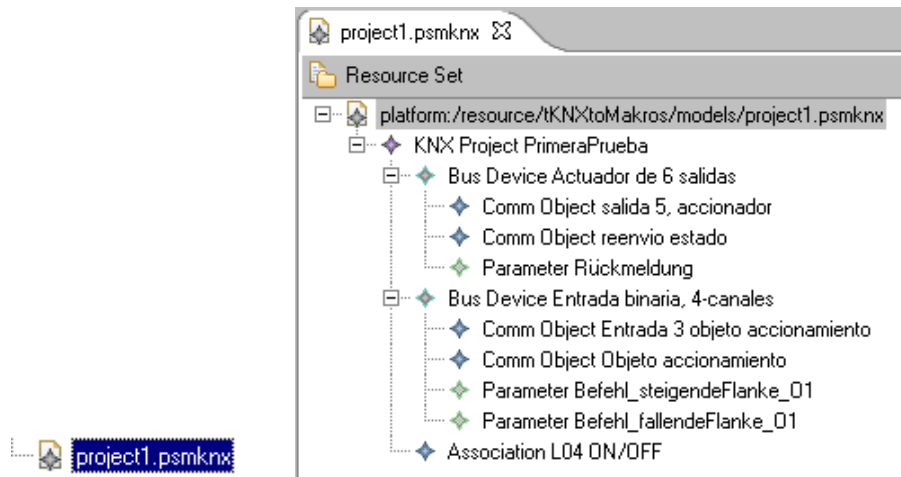 project1.psmknx
Resource Set
platform:/resource/tKNXtoMakros/models/project1.psmknx
KNX Project PrimeraPrueba
Bus Device Actuador de 6 salidas
Comm Object salida 5, accionador
Comm Object reenvio estado
Parameter Rückmeldung
Bus Device Entrada binaria, 4-canales
Comm Object Entrada 3 objeto accionamiento
Comm Object Objeto accionamiento
Parameter Befehl_steigendeFlanke_O1
Parameter Befehl_fallendeFlanke_O1
Association L04 ON/OFF
project1.psmknx